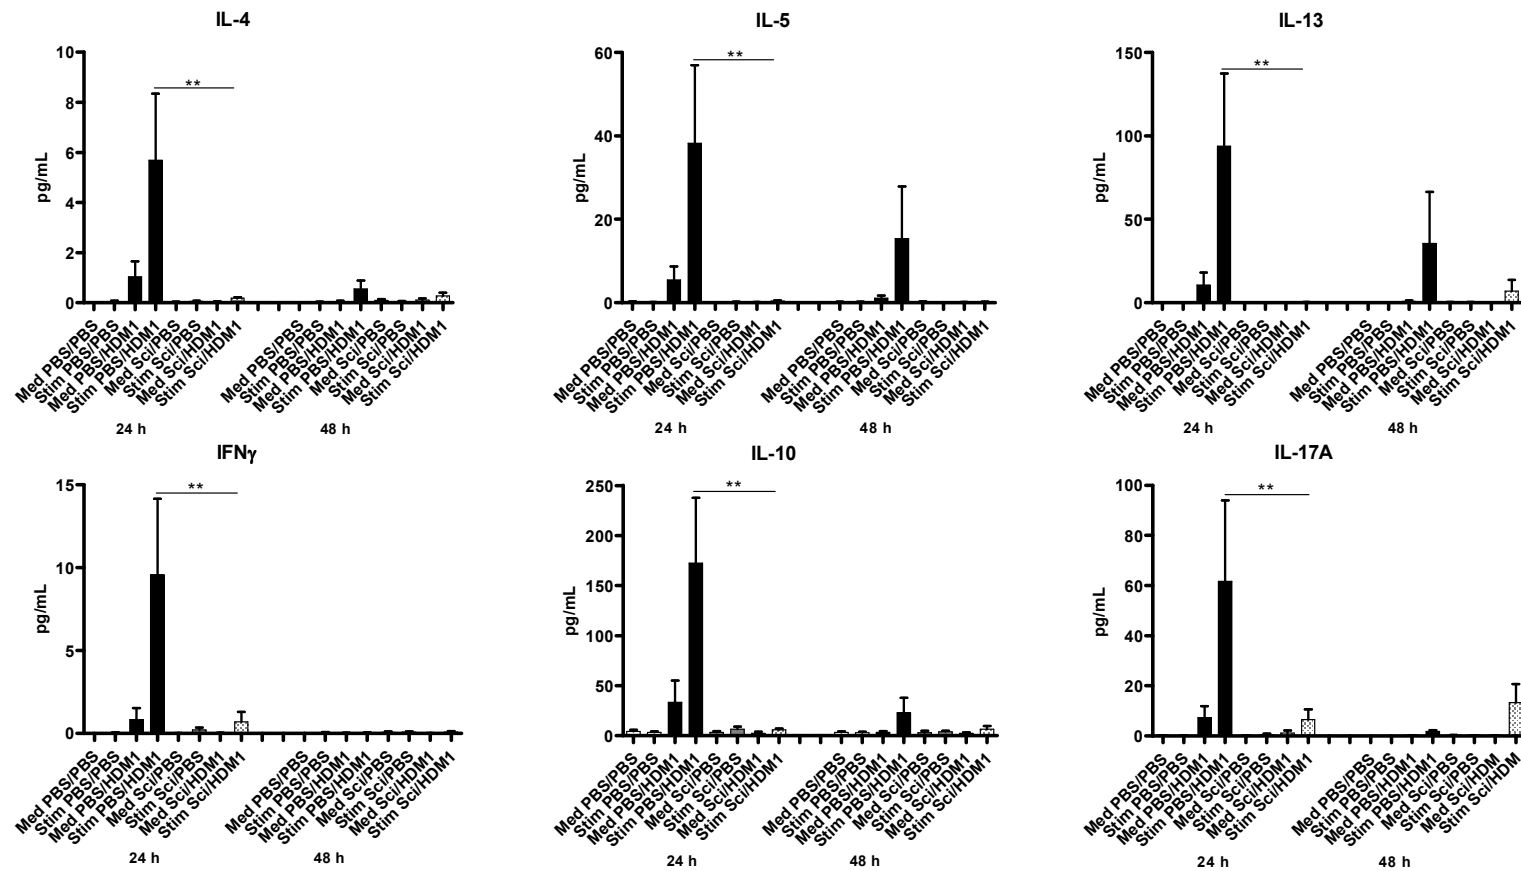 IL-4
pg/mL
10
8
6
4
2
0
**
Med PBS/PBS
Stim PBS/PBS
Med PBS/HDM1
Stim PBS/HDM1
Med Sci/PBS
Stim Sci/PBS
Med Sci/HDM1
Stim Sci/HDM1
Med PBS/PBS
Stim PBS/PBS
Med PBS/HDM1
Stim PBS/HDM1
Med Sci/PBS
Stim Sci/PBS
Med Sci/HDM1
Stim Sci/HDM1
24 h
48 h
IL-5
pg/mL
60
40
20
0
**
Med PBS/PBS
Stim PBS/PBS
Med PBS/HDM1
Stim PBS/HDM1
Med Sci/PBS
Stim Sci/PBS
Med Sci/HDM1
Stim Sci/HDM1
Med PBS/PBS
Stim PBS/PBS
Med PBS/HDM1
Stim PBS/HDM1
Med Sci/PBS
Stim Sci/PBS
Med Sci/HDM1
Stim Sci/HDM1
24 h
48 h
IL-13
pg/mL
150
100
50
0
**
Med PBS/PBS
Stim PBS/PBS
Med PBS/HDM1
Stim PBS/HDM1
Med Sci/PBS
Stim Sci/PBS
Med Sci/HDM1
Stim Sci/HDM1
Med PBS/PBS
Stim PBS/PBS
Med PBS/HDM1
Stim PBS/HDM1
Med Sci/PBS
Stim Sci/PBS
Med Sci/HDM1
Stim Sci/HDM1
24 h
48 h
IFNγ
pg/mL
15
10
5
0
**
Med PBS/PBS
Stim PBS/PBS
Med PBS/HDM1
Stim PBS/HDM1
Med Sci/PBS
Stim Sci/PBS
Med Sci/HDM1
Stim Sci/HDM1
Med PBS/PBS
Stim PBS/PBS
Med PBS/HDM1
Stim PBS/HDM1
Med Sci/PBS
Stim Sci/PBS
Med Sci/HDM1
Stim Sci/HDM1
24 h
48 h
IL-10
pg/mL
250
200
150
100
50
0
**
Med PBS/PBS
Stim PBS/PBS
Med PBS/HDM1
Stim PBS/HDM1
Med Sci/PBS
Stim Sci/PBS
Med Sci/HDM1
Stim Sci/HDM1
Med PBS/PBS
Stim PBS/PBS
Med PBS/HDM1
Stim PBS/HDM1
Med Sci/PBS
Stim Sci/PBS
Med Sci/HDM1
Stim Sci/HDM1
24 h
48 h
IL-17A
pg/mL
100
80
60
40
20
0
**
Med PBS/PBS
Stim PBS/PBS
Med PBS/HDM1
Stim PBS/HDM1
Med Sci/PBS
Stim Sci/PBS
Med Sci/HDM1
Stim Sci/HDM1
Med PBS/PBS
Stim PBS/PBS
Med PBS/HDM1
Stim PBS/HDM1
Med Sci/PBS
Stim Sci/PBS
Med Sci/HDM
Stim Sci/HDM
24 h
48 h